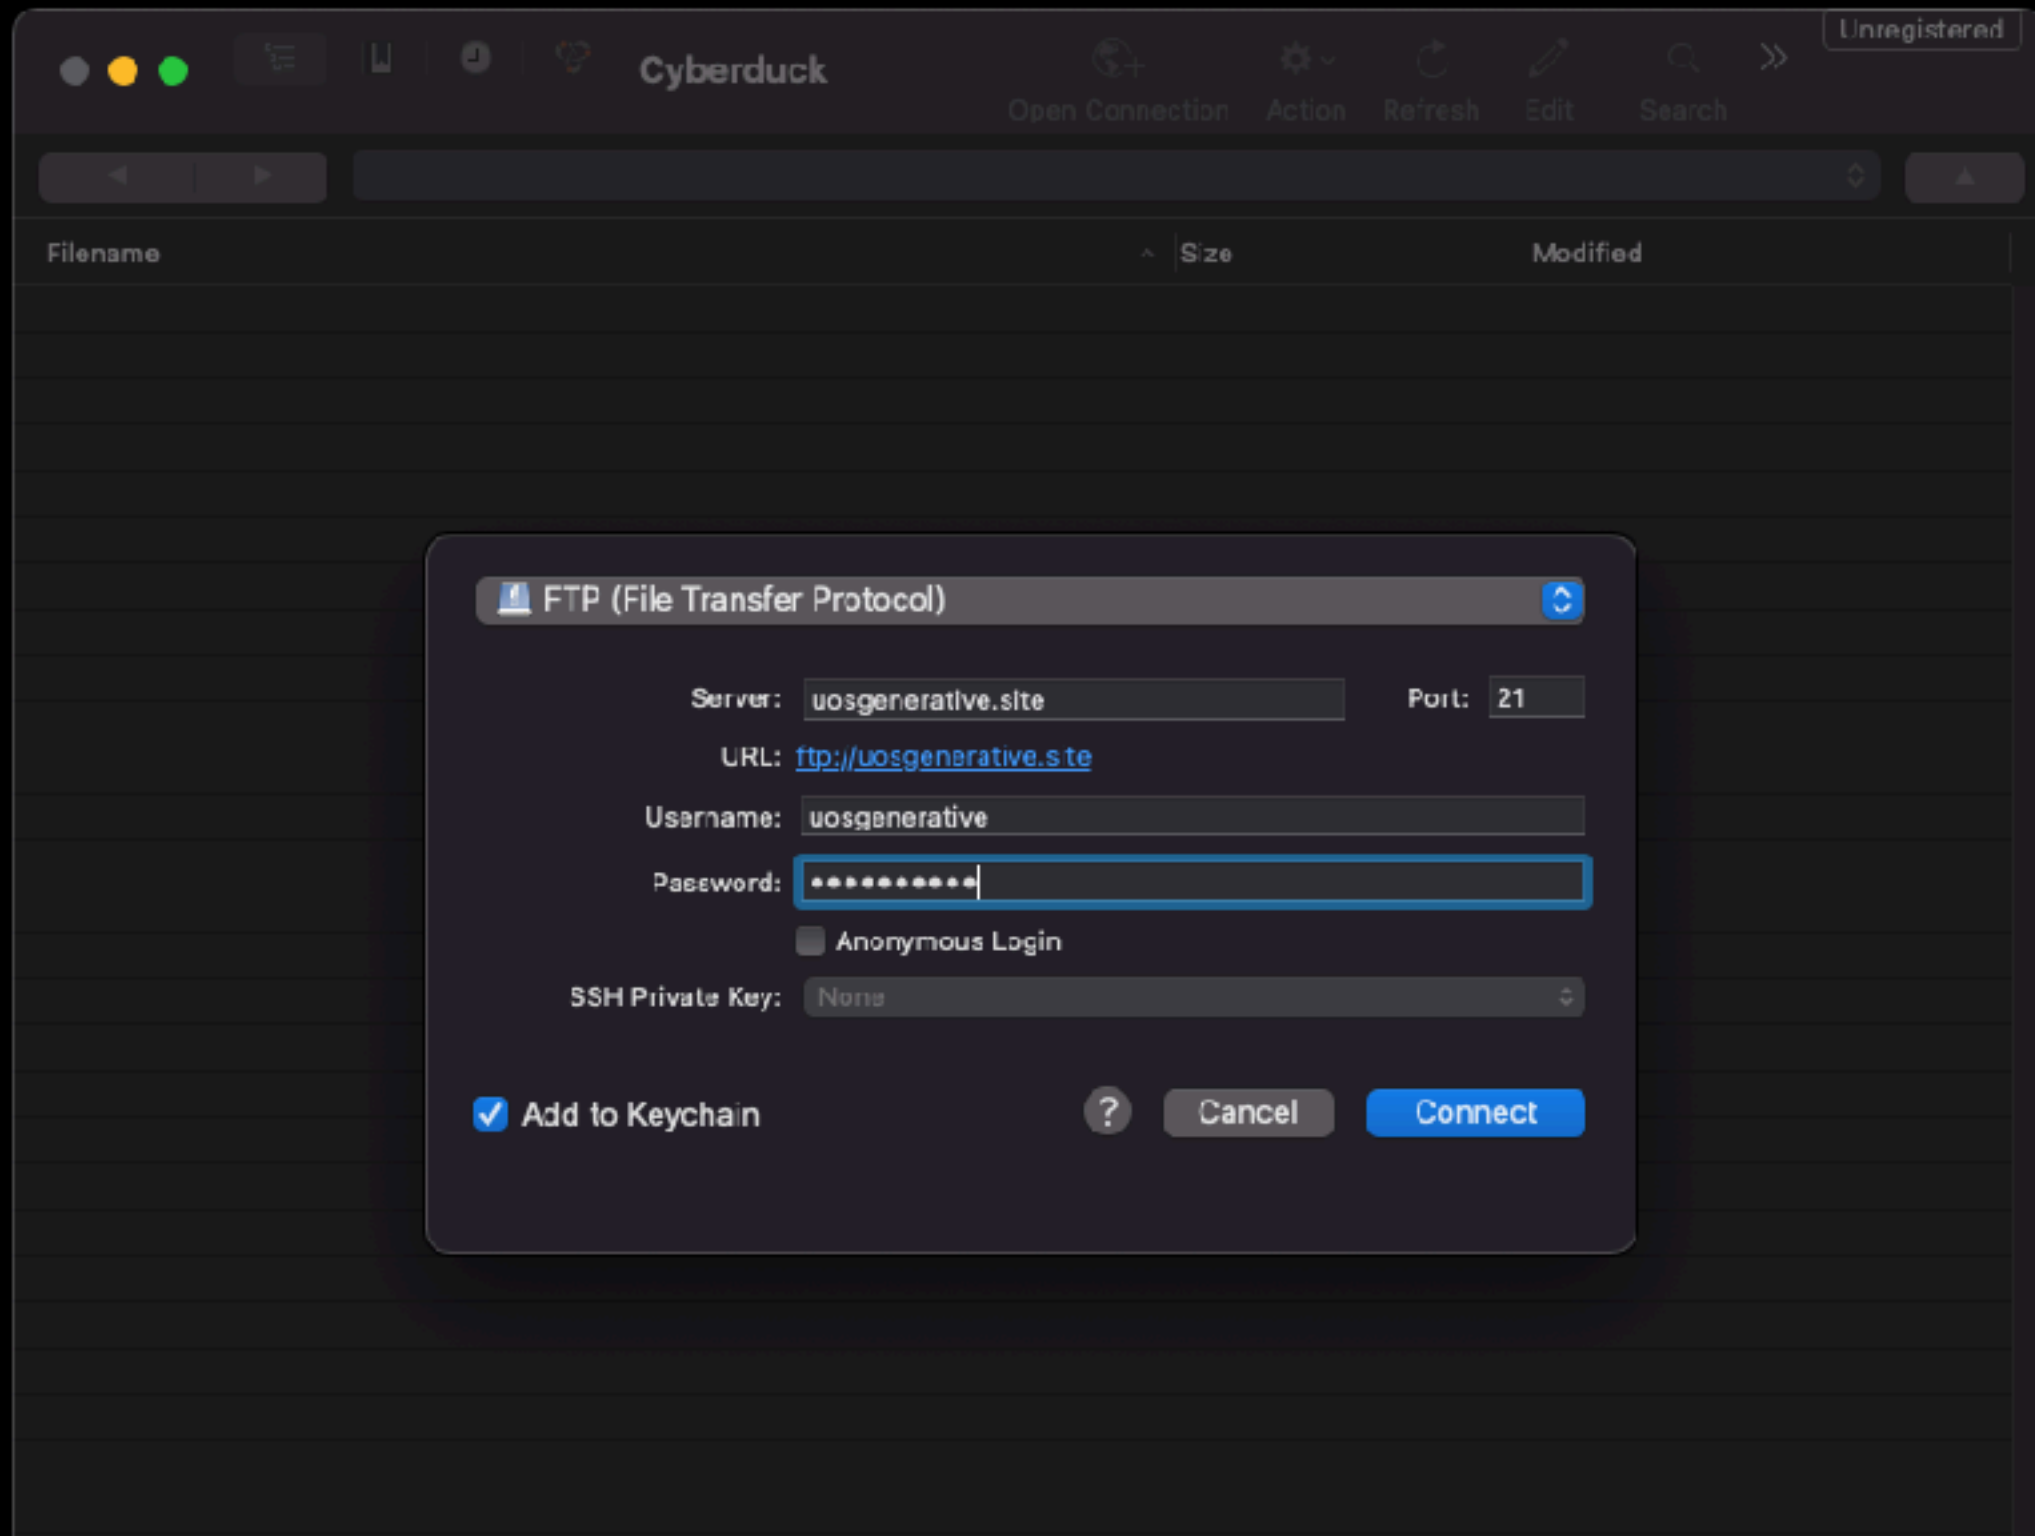 Unregistered
Cyberduck
Open Connection Action Refresh Edit Search
Filename Size Modified
FTP (File Transfer Protocol)
Server: uosgenerative.site Port: 21
URL: ftp://uosgenerative.site
Username: uosgenerative
Password: ••••••••••
Anonymous Login
SSH Private Key: None
Add to Keychain ? Cancel Connect